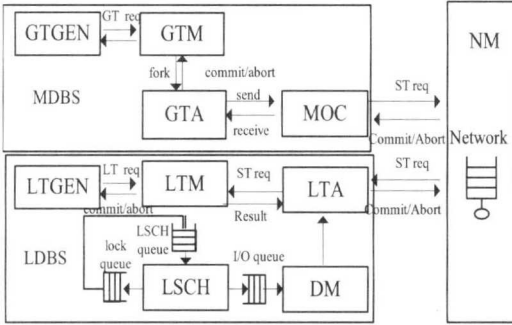 GTGEN
GT req
GTM
NM
fork
commit/abort
MDBS
GTA
send
receive
MOC
ST req
Commit/Abort
Network
LTGEN
LT req
commit/abort
LTM
ST req
Result
LTA
ST req
Commit/Abort
LSCH
queue
lock
queue
I/O queue
LDBS
LSCH
DM